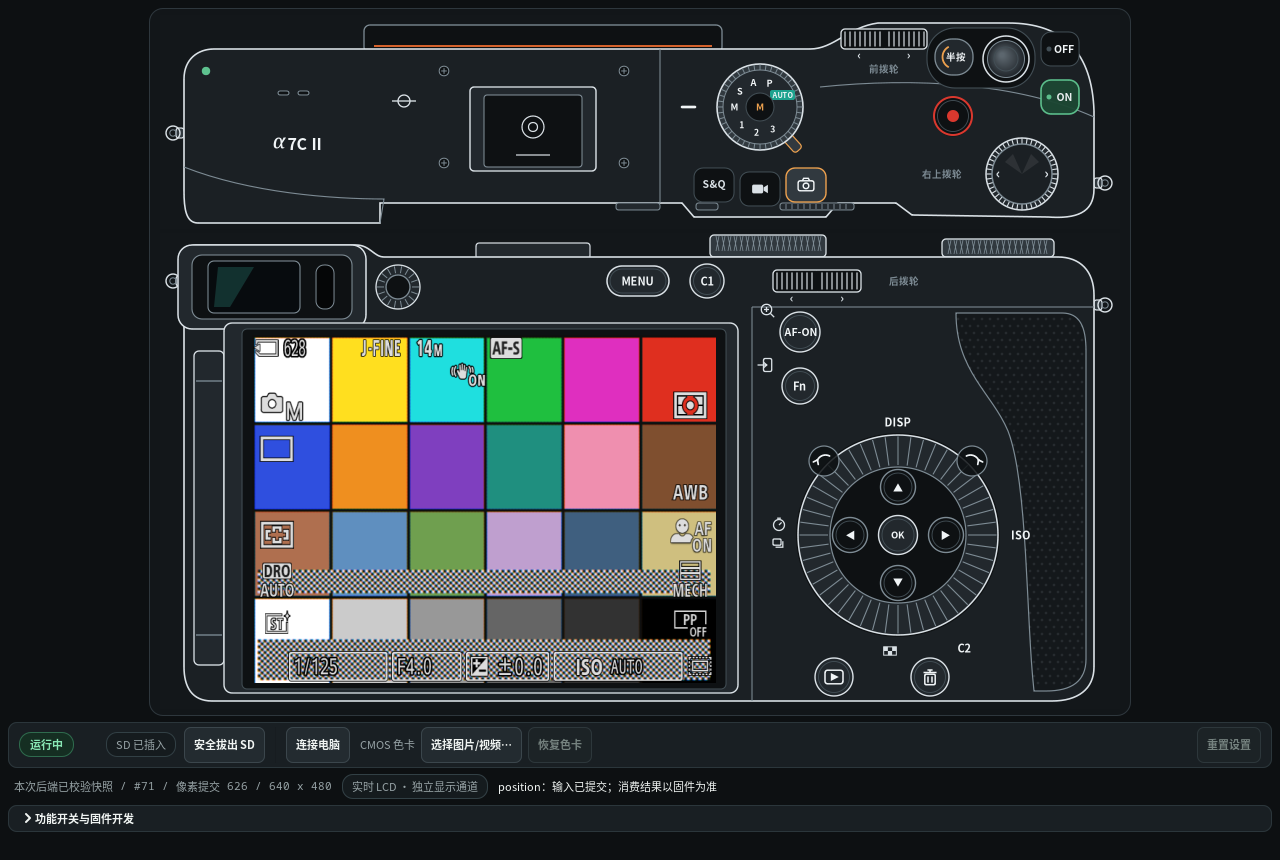 OFF
半按
前拨轮
A P
S
AUTO
M M
1 2 3
ON
α7C II
S&Q
右上拨轮
MENU
C1
后拨轮
AF-ON
Fn
628
J-FINE
14M
AF-S
ON
M
AWB
AF
ON
DRO
AUTO
MECH
ST
PP
OFF
1/125
F4.0
±0.0
ISO AUTO
DISP
OK
ISO
C2
运行中
SD 已插入
安全拔出 SD
连接电脑
CMOS 色卡
选择图片/视频…
恢复色卡
重置设置
本次后端已校验快照 / #71 / 像素提交 626 / 640 x 480
实时 LCD · 独立显示通道
position：输入已提交；消费结果以固件为准
功能开关与固件开发